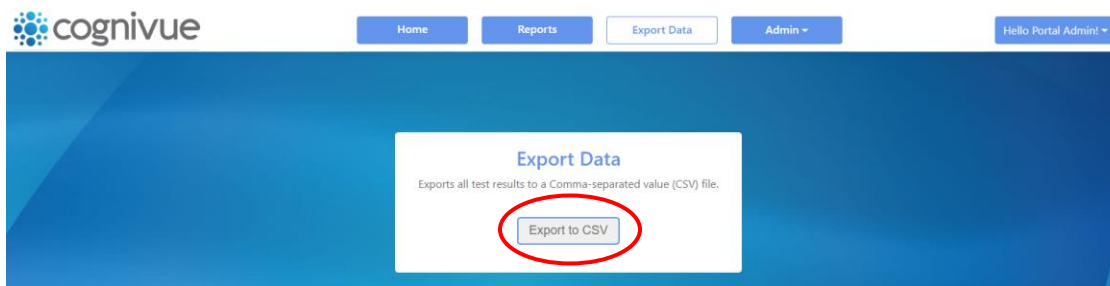 cognivue
Home
Reports
Export Data
Admin
Hello Portal Admin!
Export Data
Exports all test results to a Comma-separated value (CSV) file.
Export to CSV